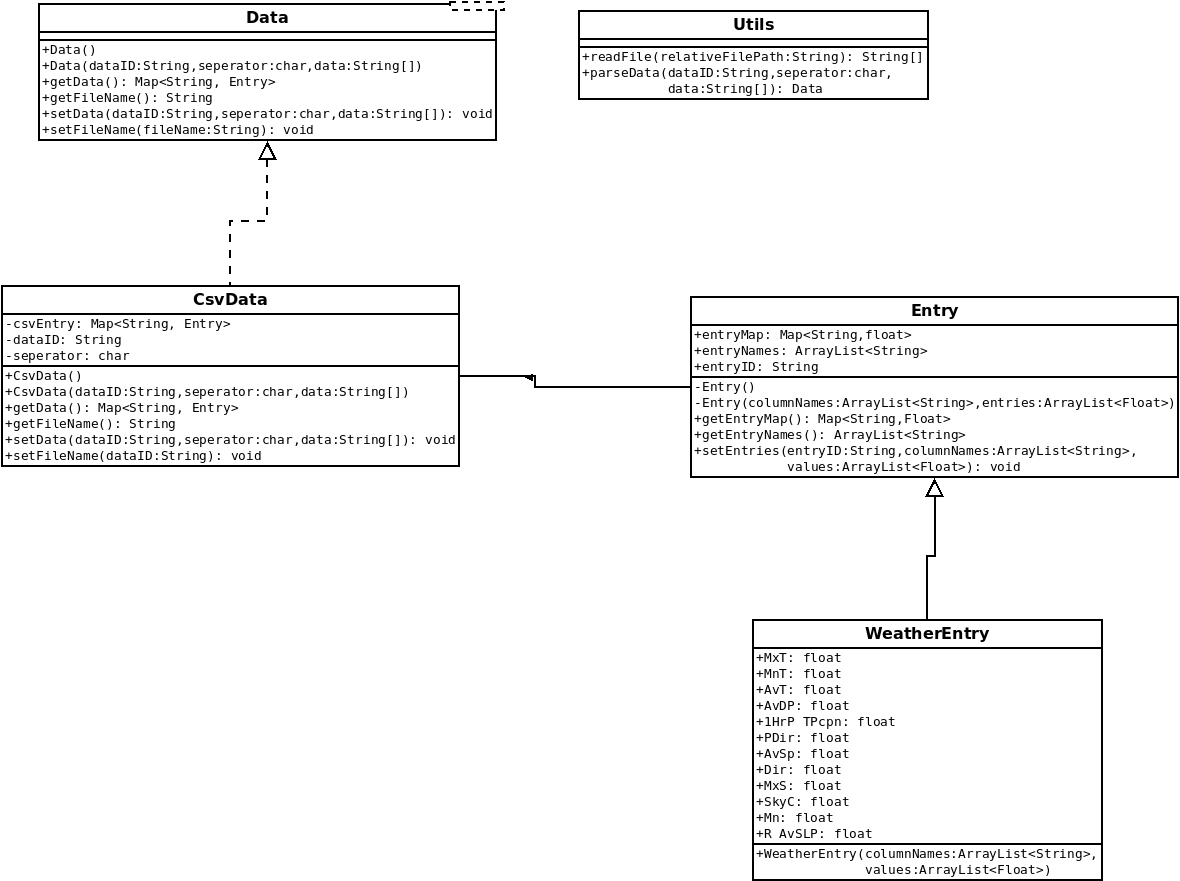 Data
+Data()
+Data(dataID:String,seperator:char,data:String[])
+getData(): Map<String, Entry>
+getFileName(): String
+setData(dataID:String,seperator:char,data:String[]): void
+setFileName(fileName:String): void
Utils
+readFile(relativeFilePath:String): String[]
+parseData(dataID:String,seperator:char,
data:String[]): Data
CsvData
-csvEntry: Map<String, Entry>
-dataID: String
-seperator: char
+CsvData()
+CsvData(dataID:String,seperator:char,data:String[])
+getData(): Map<String, Entry>
+getFileName(): String
+setData(dataID:String,seperator:char,data:String[]): void
+setFileName(dataID:String): void
Entry
+entryMap: Map<String,float>
+entryNames: ArrayList<String>
+entryID: String
-Entry()
-Entry(columnNames:ArrayList<String>,entries:ArrayList<Float>)
+getEntryMap(): Map<String,Float>
+getEntryNames(): ArrayList<String>
+setEntries(entryID:String,columnNames:ArrayList<String>,
values:ArrayList<Float>): void
WeatherEntry
+MxT: float
+MnT: float
+AvT: float
+AvDP: float
+1HrP TPcpn: float
+PDir: float
+AvSp: float
+Dir: float
+MxS: float
+SkyC: float
+Mn: float
+R AvSLP: float
+WeatherEntry(columnNames:ArrayList<String>,
values:ArrayList<Float>)